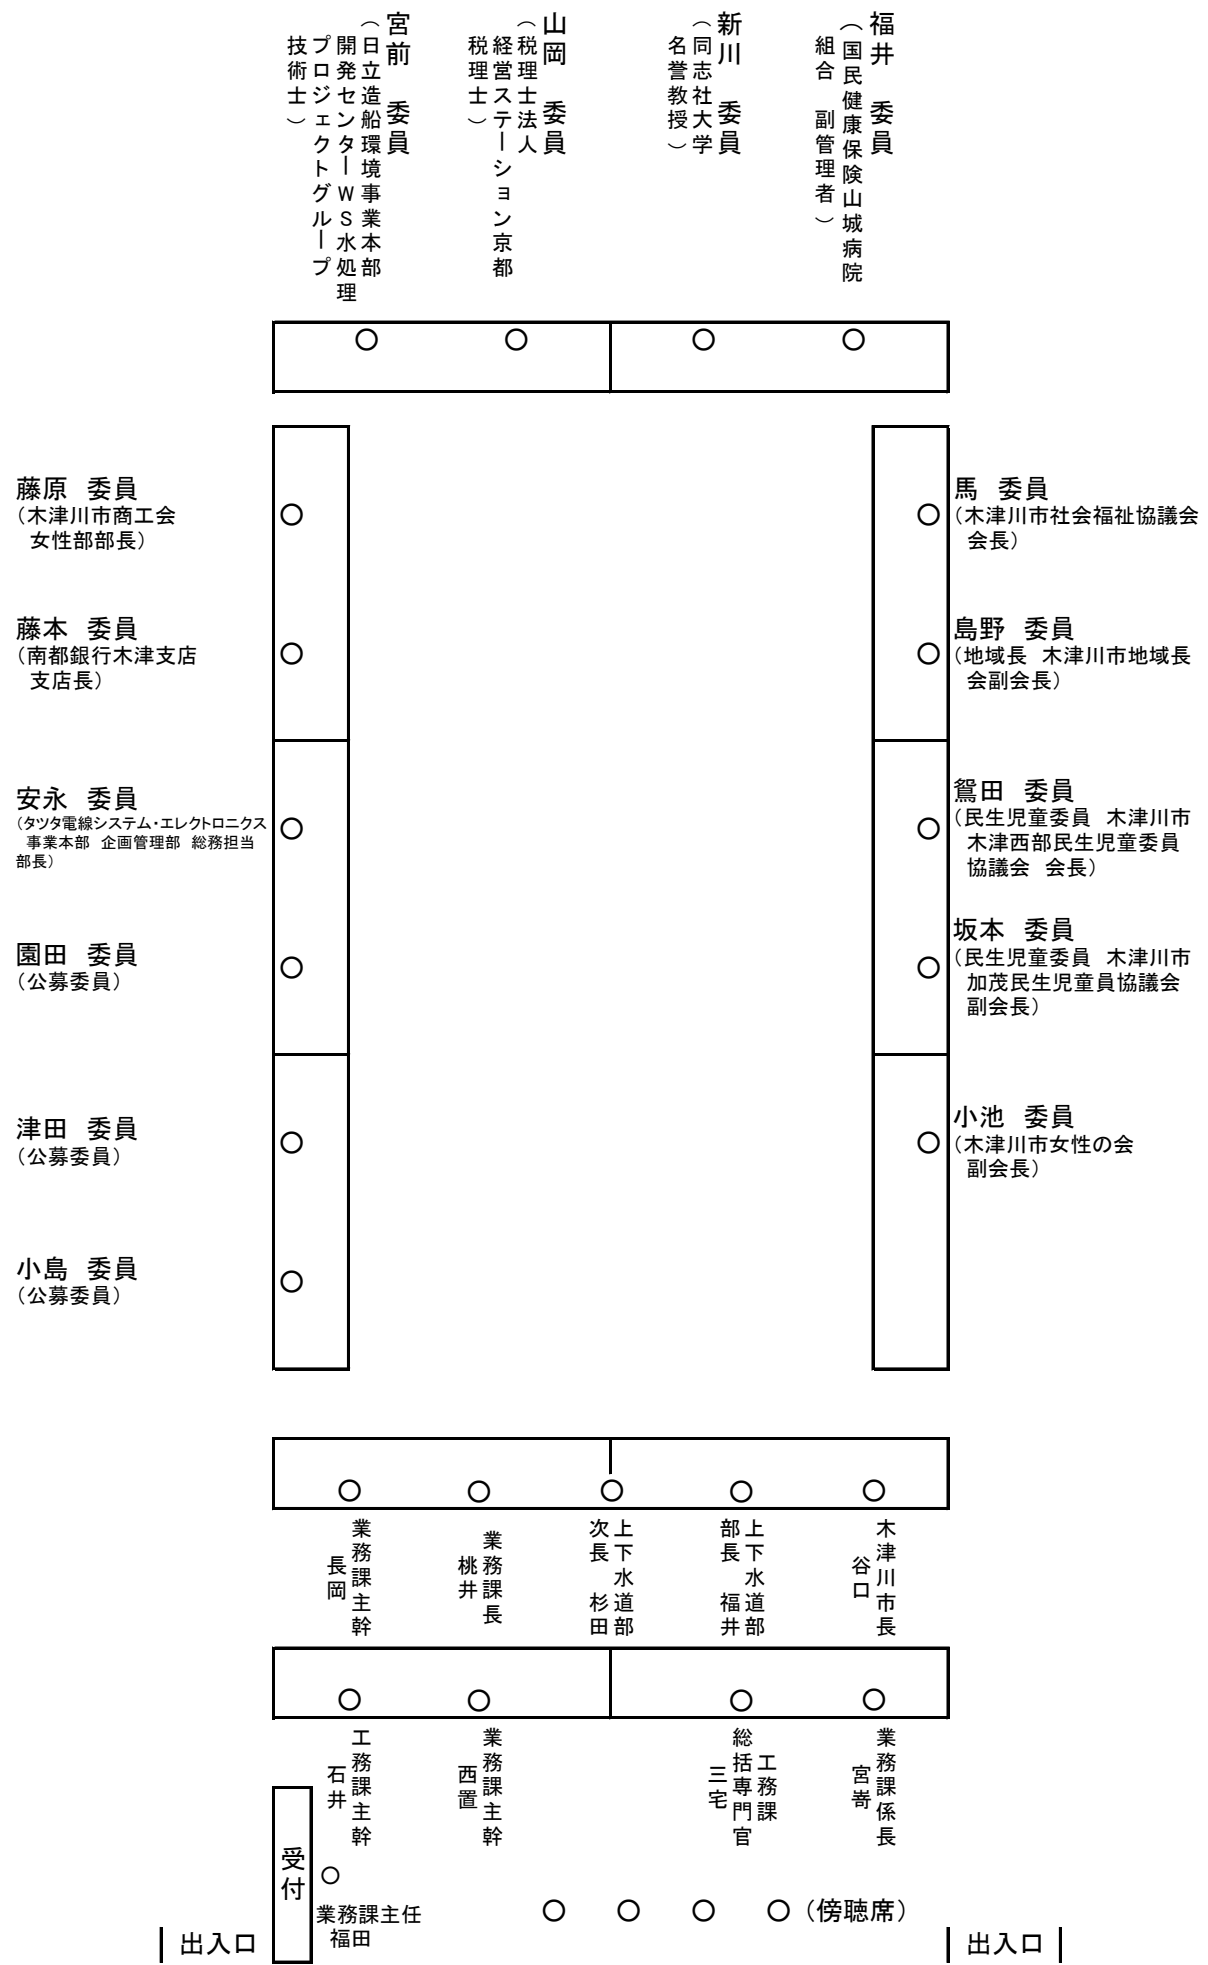 宮前　委員
（日立造船環境事業本部
開発センターＷＳ水処理
プロジェクトグループ
技術士）
山岡　委員
（税理士法人
経営ステーション京都
税理士）
新川　委員
（同志社大学
名誉教授）
福井　委員
（国民健康保険山城病院
組合　副管理者）
藤原　委員
（木津川市商工会
女性部部長）
藤本　委員
（南都銀行木津支店
支店長）
安永　委員
（タツタ電線システム・エレクトロニクス
事業本部　企画管理部　総務担当
部長）
園田　委員
（公募委員）
津田　委員
（公募委員）
小島　委員
（公募委員）
馬　委員
（木津川市社会福祉協議会
会長）
島野　委員
（地域長　木津川市地域長
会副会長）
鴛田　委員
（民生児童委員　木津川市
木津西部民生児童委員
協議会　会長）
坂本　委員
（民生児童委員　木津川市
加茂民生児童員協議会
副会長）
小池　委員
（木津川市女性の会
副会長）
業務課主幹
長岡
業務課長
桃井
上下水道部
次長　杉田
上下水道部
部長　福井
木津川市長
谷口
工務課主幹
石井
業務課主幹
西置
工務課
総括専門官
三宅
業務課係長
宮嵜
受付
業務課主任
福田
（傍聴席）
出入口
出入口